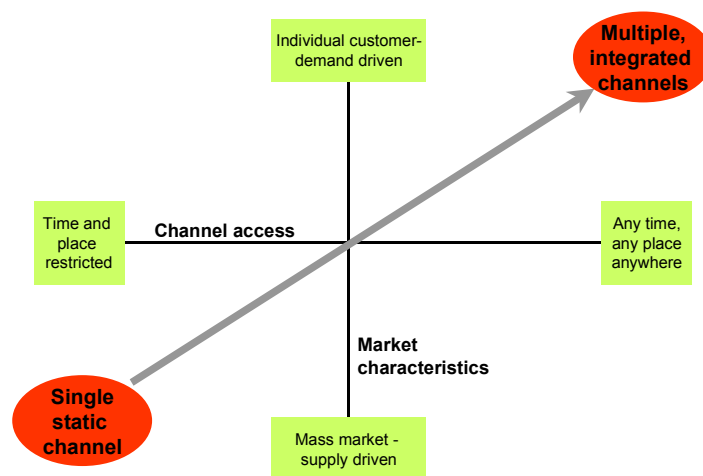 Individual customer-
demand driven
Multiple,
integrated
channels
Time and
place
restricted
Channel access
Any time,
any place
anywhere
Market
characteristics
Single
static
channel
Mass market -
supply driven